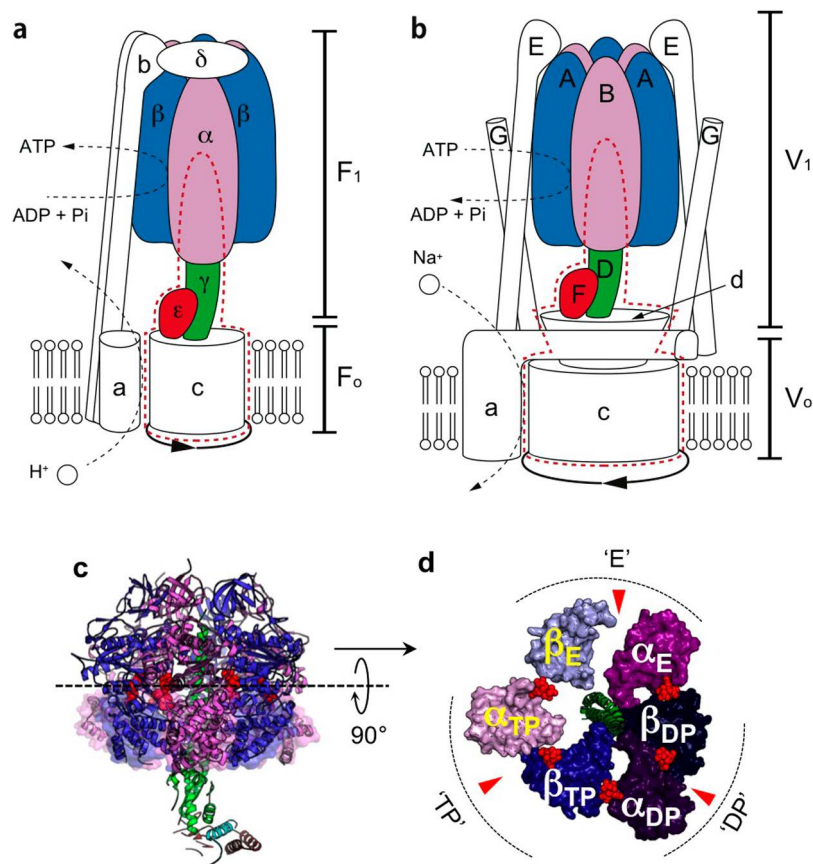 a
b
δ
β
α
β
ATP
ADP + Pi
γ
ε
a
c
H⁺
F₁
Fₒ
b
E
E
A
B
A
G
G
ATP
ADP + Pi
Na⁺
D
F
d
a
c
V₁
Vₒ
c
90°
d
'E'
βE
αE
αTP
βDP
βTP
αDP
'TP'
'DP'